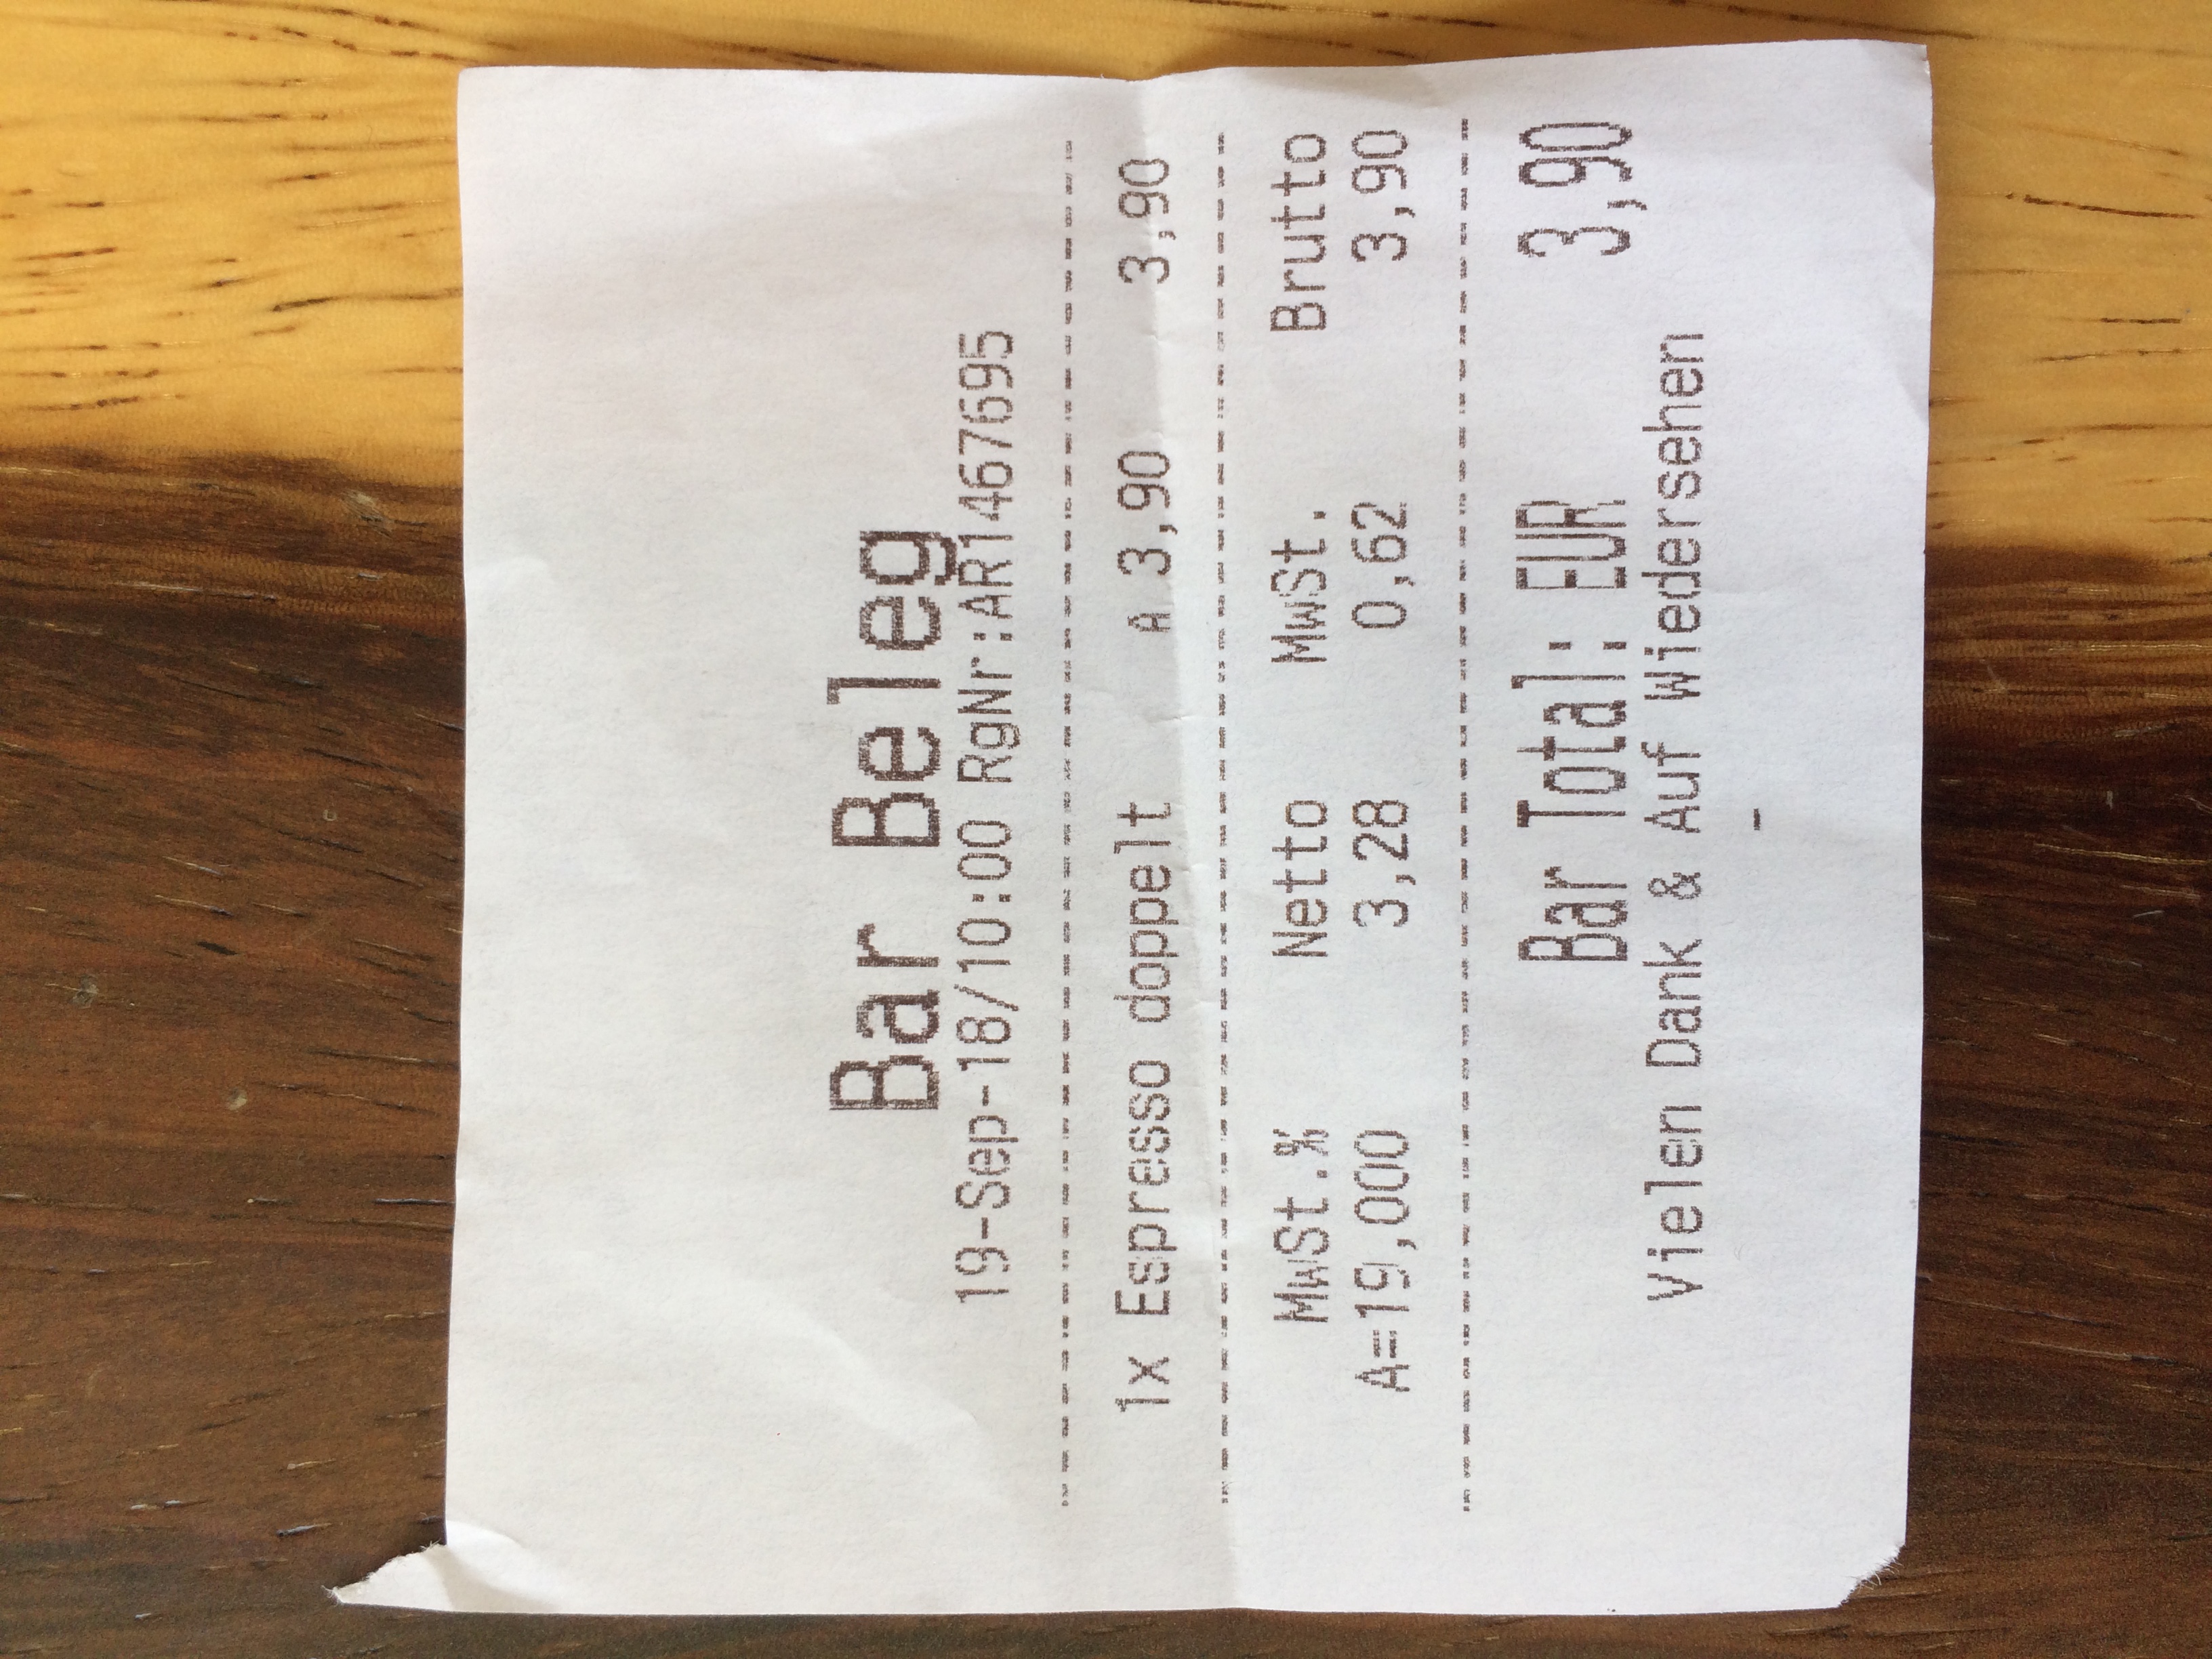 Bar Beleg
19-Sep-18/10:00 RgNr:AR1467695
1x Espresso doppelt A 3,90 3,90
MwSt.% Netto MwSt. Brutto
A=19,000 3,28 0,62 3,90
Bar Total: EUR 3,90
Vielen Dank & Auf Wiedersehen
-